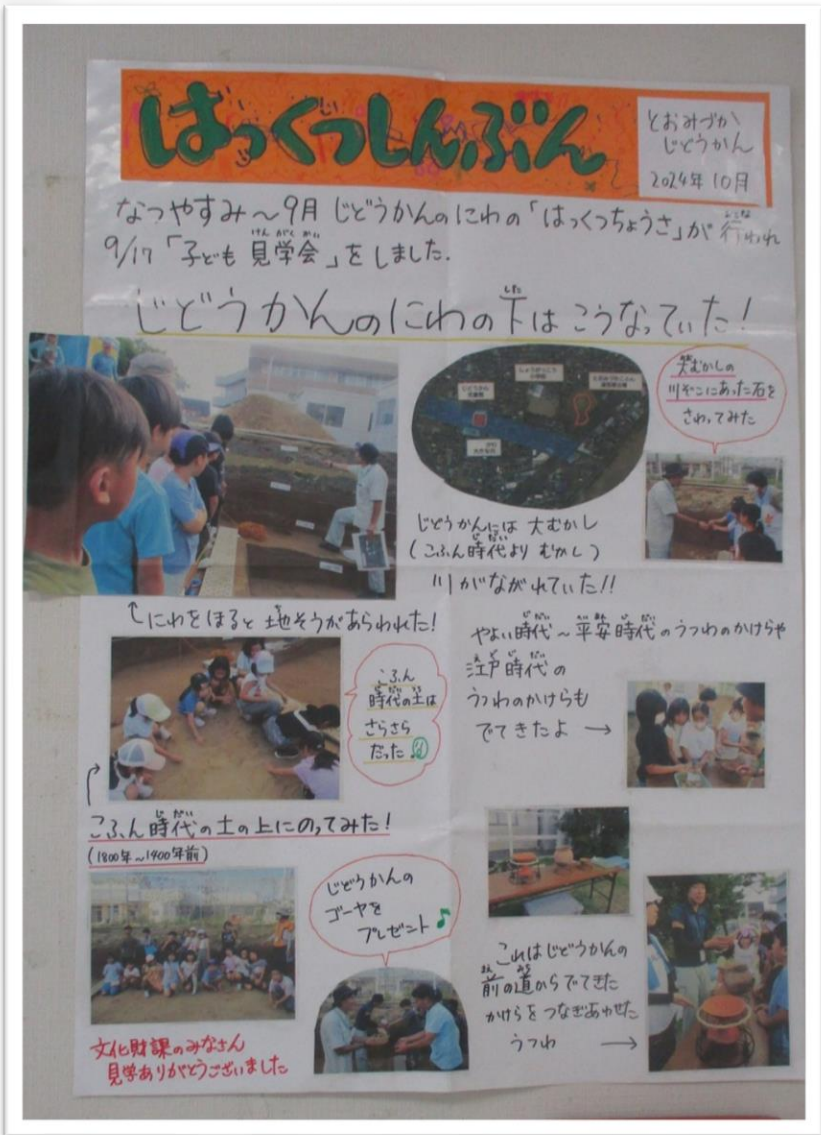 はっくつしんぶん
とおみづか
じどうかん
2024年10月
なつやすみ～9月 じどうかんのにわの「はっくつちょうさ」が 行われ
9/17「子ども 見学会」をしました.
じどうかんのにわの下はこうなっていた!
大むかしの
川ぞこにあった石を
さわってみた
じどうかんには 大むかし
(こふん時代より むかし)
川がながれていた!!
にわをほると 地そうがあらわれた!
こふん
時代の土は
さらさら
だった
やよい時代～平安時代のうつわのかけらや
江戸時代の
うつわのかけらも
でてきたよ →
こふん時代の土の上にのってみた!
(1800年～1400年前)
じどうかんの
ゴーヤを
プレゼント♪
これはじどうかんの
前の道からでてきた
かけらをつなぎあわせた
うつわ →
文化財課のみなさん
見学ありがとうございました